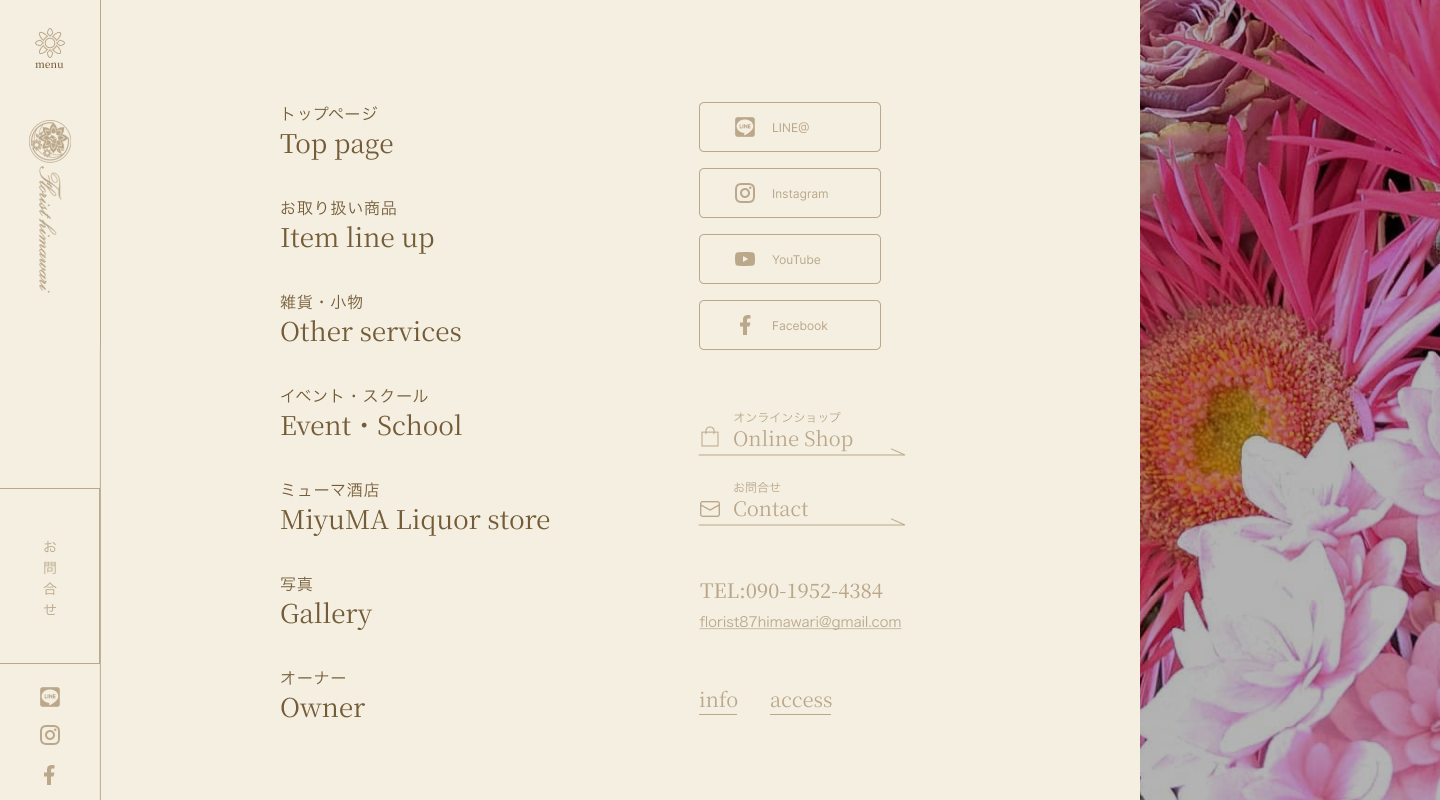 menu
Florist himawari
お問合せ
トップページ
Top page
お取り扱い商品
Item line up
雑貨・小物
Other services
イベント・スクール
Event・School
ミューマ酒店
MiyuMA Liquor store
写真
Gallery
オーナー
Owner
LINE
LINE@
Instagram
YouTube
Facebook
オンラインショップ
Online Shop
お問合せ
Contact
TEL:090-1952-4384
florist87himawari@gmail.com
info
access
LINE